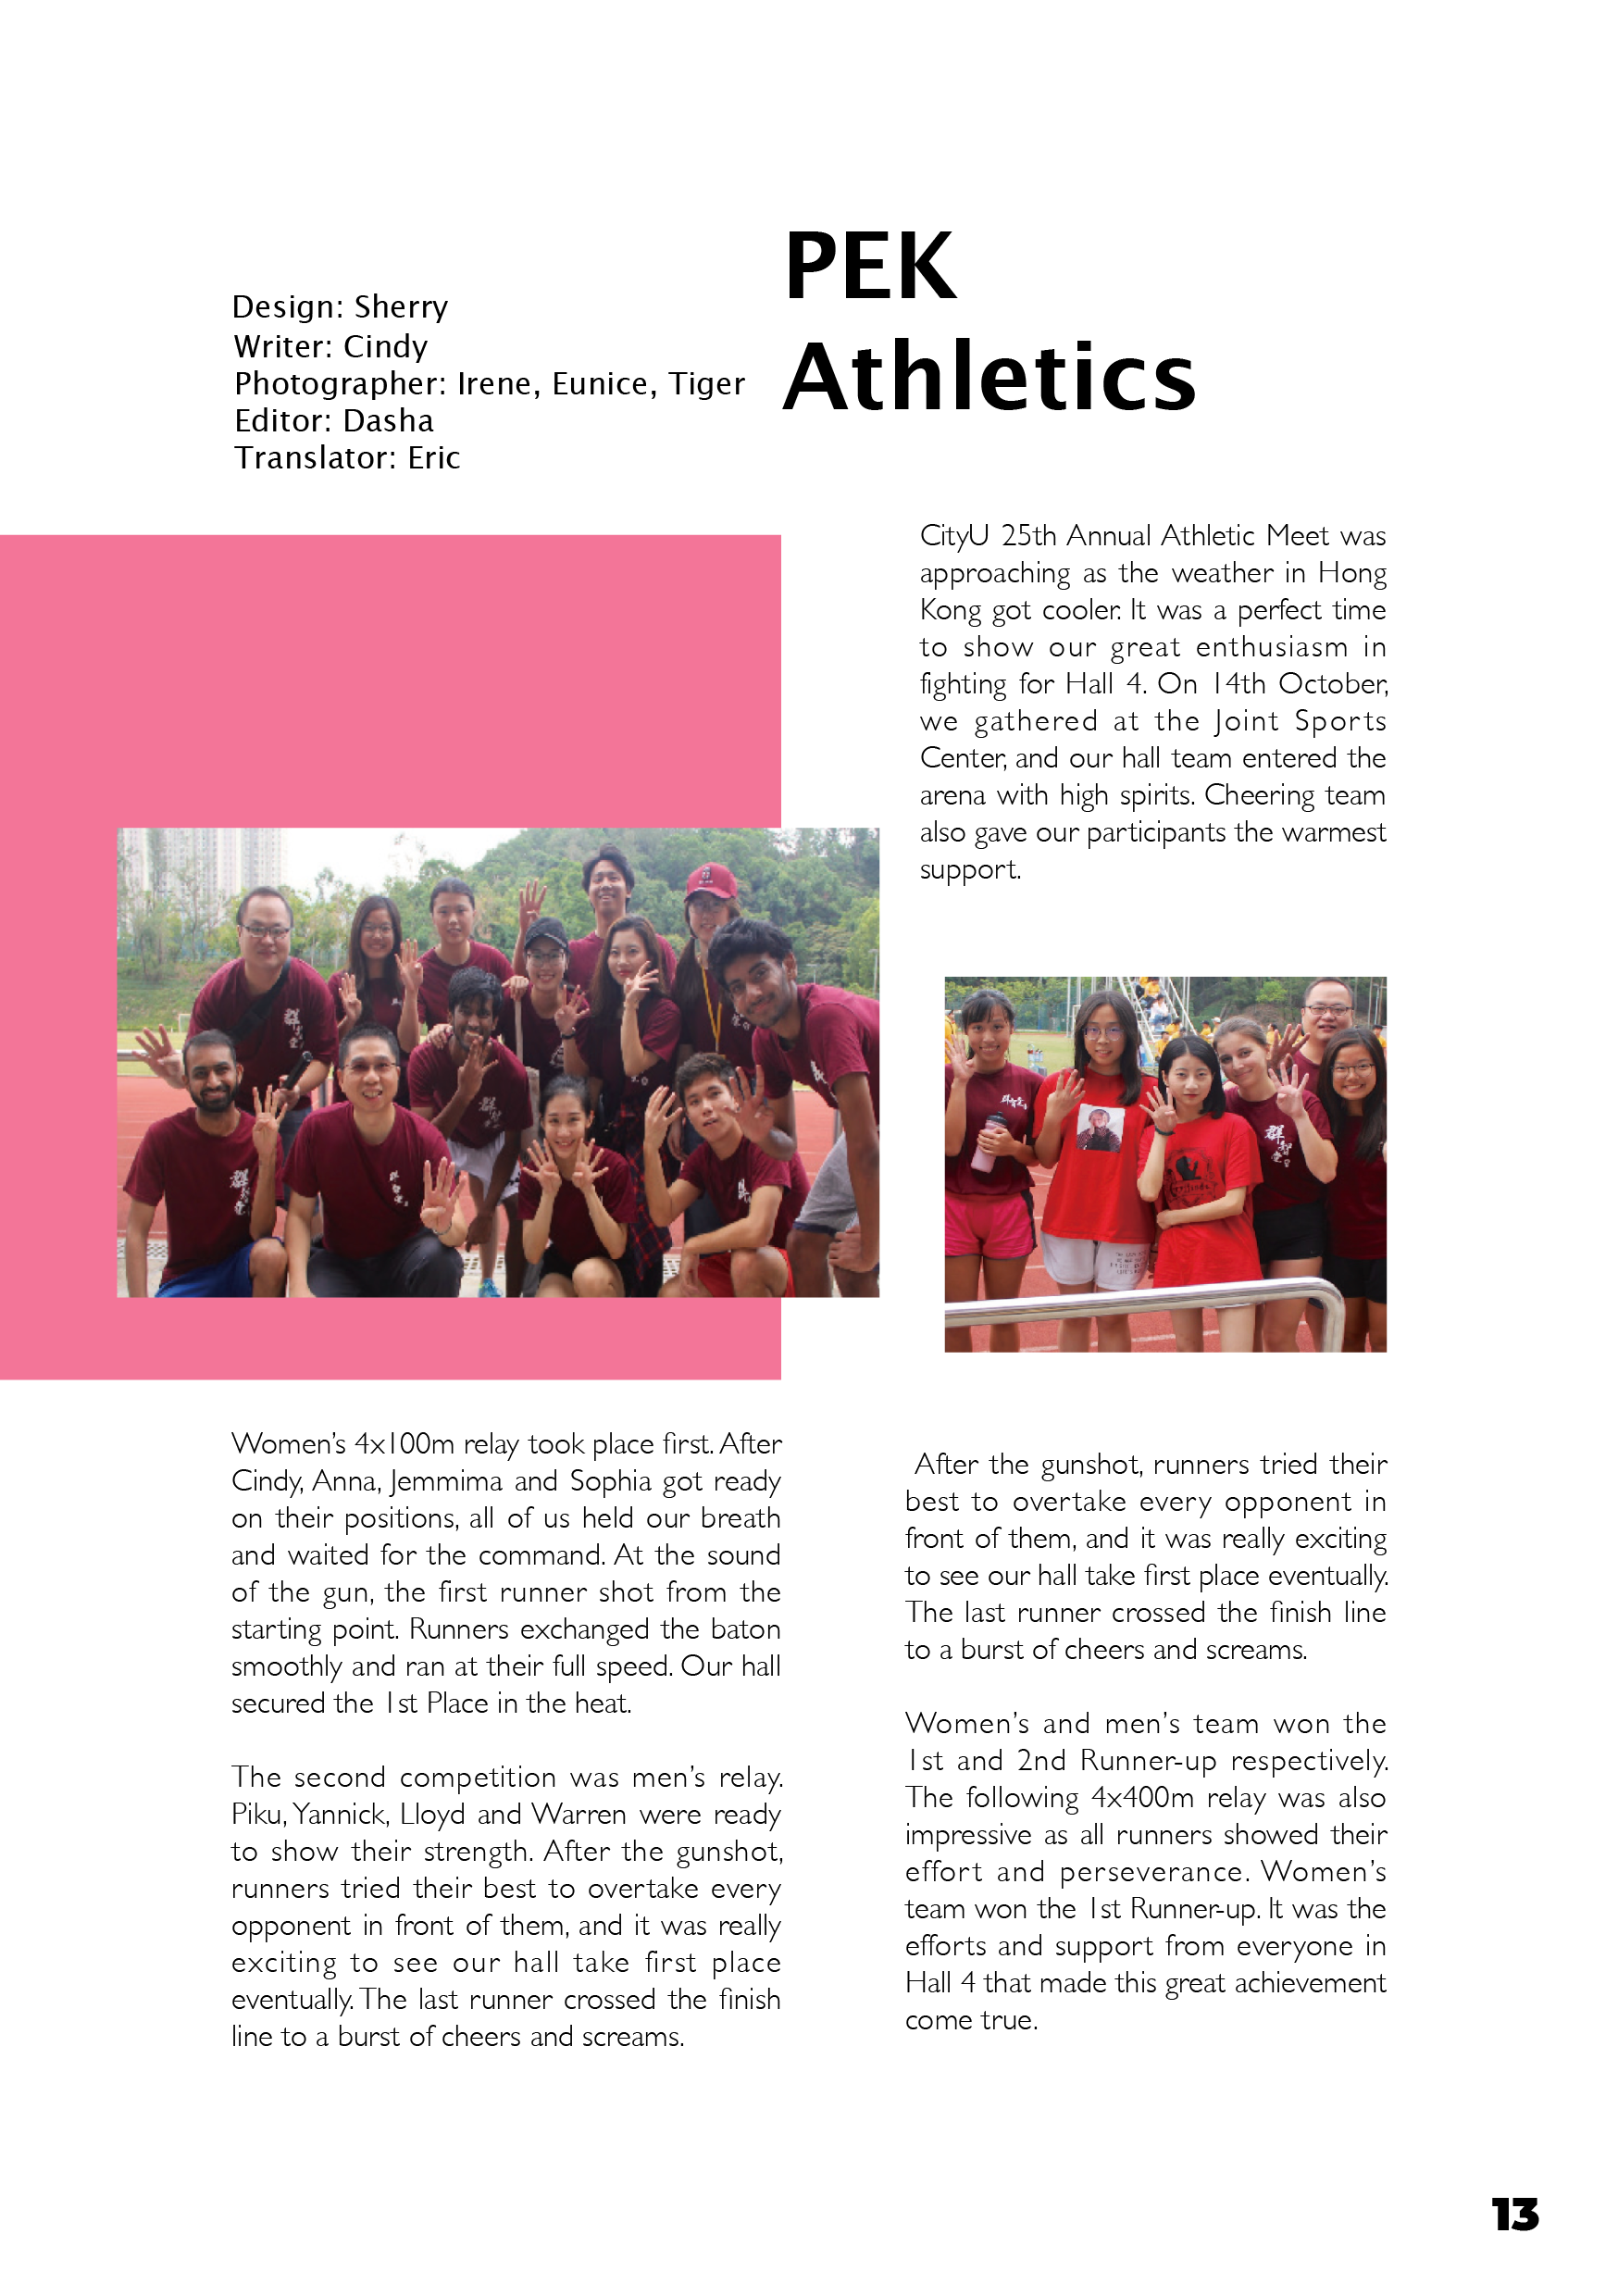 PEK
Athletics
Design: Sherry
Writer: Cindy
Photographer: Irene, Eunice, Tiger
Editor: Dasha
Translator: Eric
CityU 25th Annual Athletic Meet was
approaching as the weather in Hong
Kong got cooler. It was a perfect time
to show our great enthusiasm in
fighting for Hall 4. On 14th October,
we gathered at the Joint Sports
Center, and our hall team entered the
arena with high spirits. Cheering team
also gave our participants the warmest
support.
Women's 4x100m relay took place first. After
Cindy, Anna, Jemmima and Sophia got ready
on their positions, all of us held our breath
and waited for the command. At the sound
of the gun, the first runner shot from the
starting point. Runners exchanged the baton
smoothly and ran at their full speed. Our hall
secured the 1st Place in the heat.
The second competition was men's relay.
Piku, Yannick, Lloyd and Warren were ready
to show their strength. After the gunshot,
runners tried their best to overtake every
opponent in front of them, and it was really
exciting to see our hall take first place
eventually. The last runner crossed the finish
line to a burst of cheers and screams.
After the gunshot, runners tried their
best to overtake every opponent in
front of them, and it was really exciting
to see our hall take first place eventually.
The last runner crossed the finish line
to a burst of cheers and screams.
Women's and men's team won the
1st and 2nd Runner-up respectively.
The following 4x400m relay was also
impressive as all runners showed their
effort and perseverance. Women's
team won the 1st Runner-up. It was the
efforts and support from everyone in
Hall 4 that made this great achievement
come true.
13